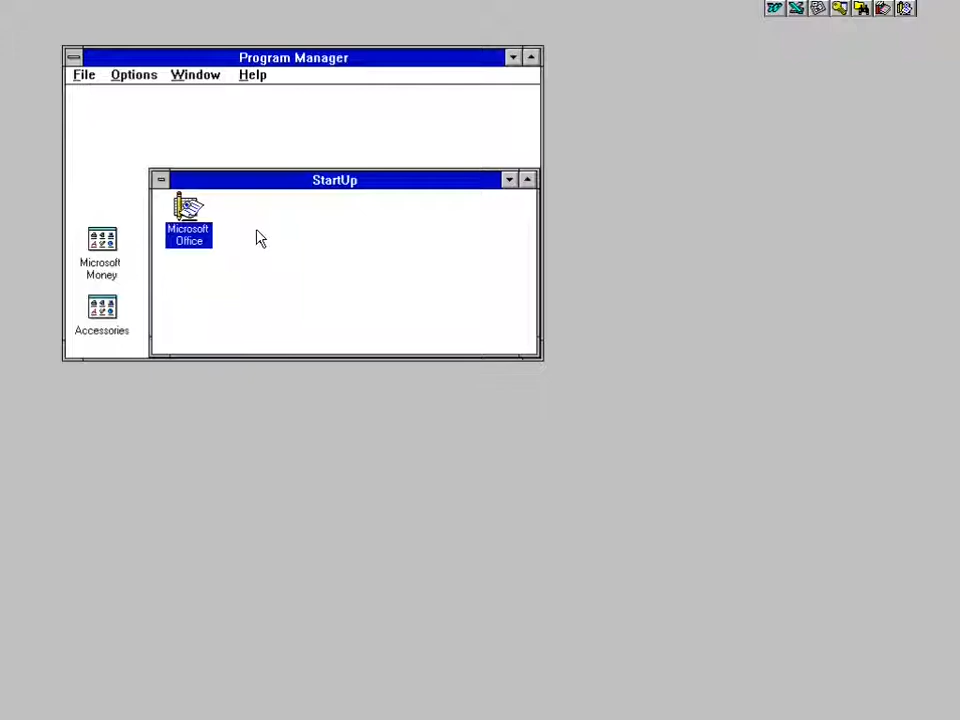 Program Manager
File Options Window Help
StartUp
Microsoft
Office
Microsoft
Money
Accessories